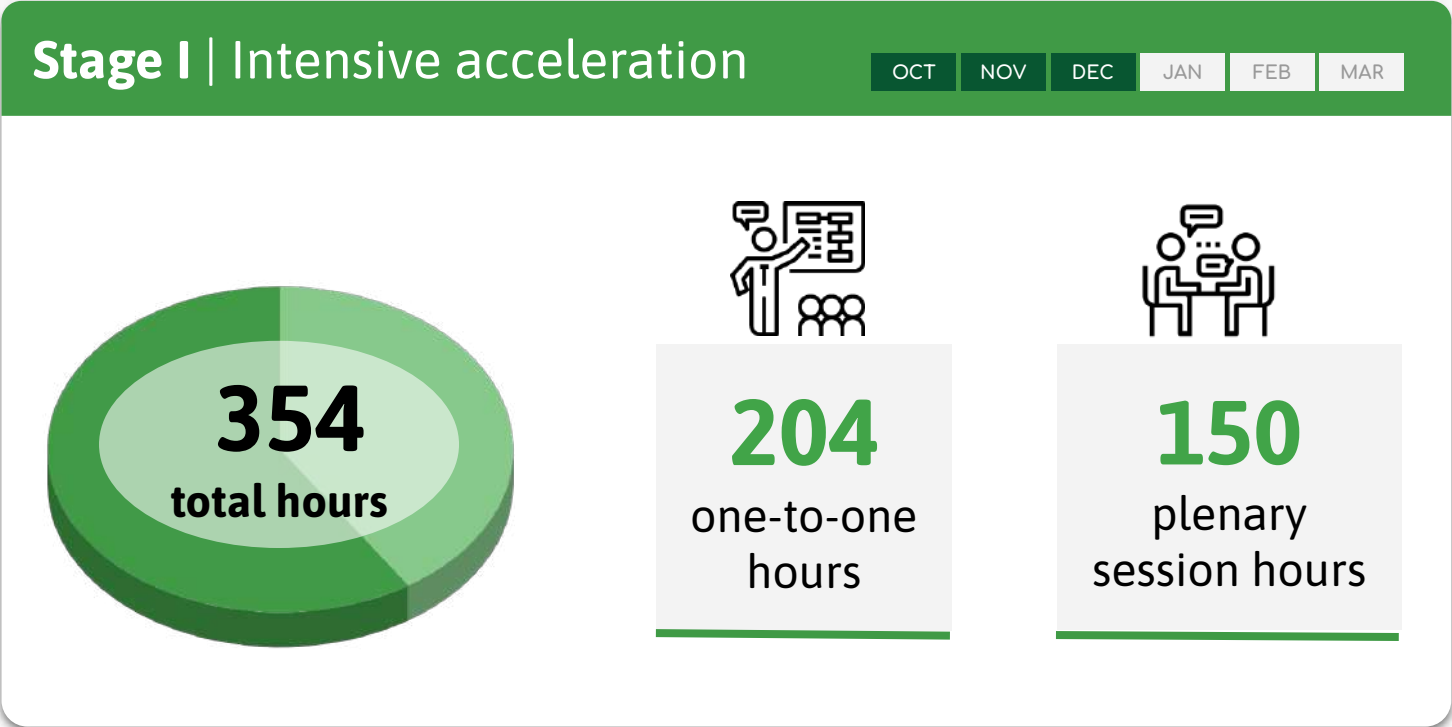 Stage I | Intensive acceleration
OCT NOV DEC JAN FEB MAR
354
total hours
204
one-to-one
hours
150
plenary
session hours